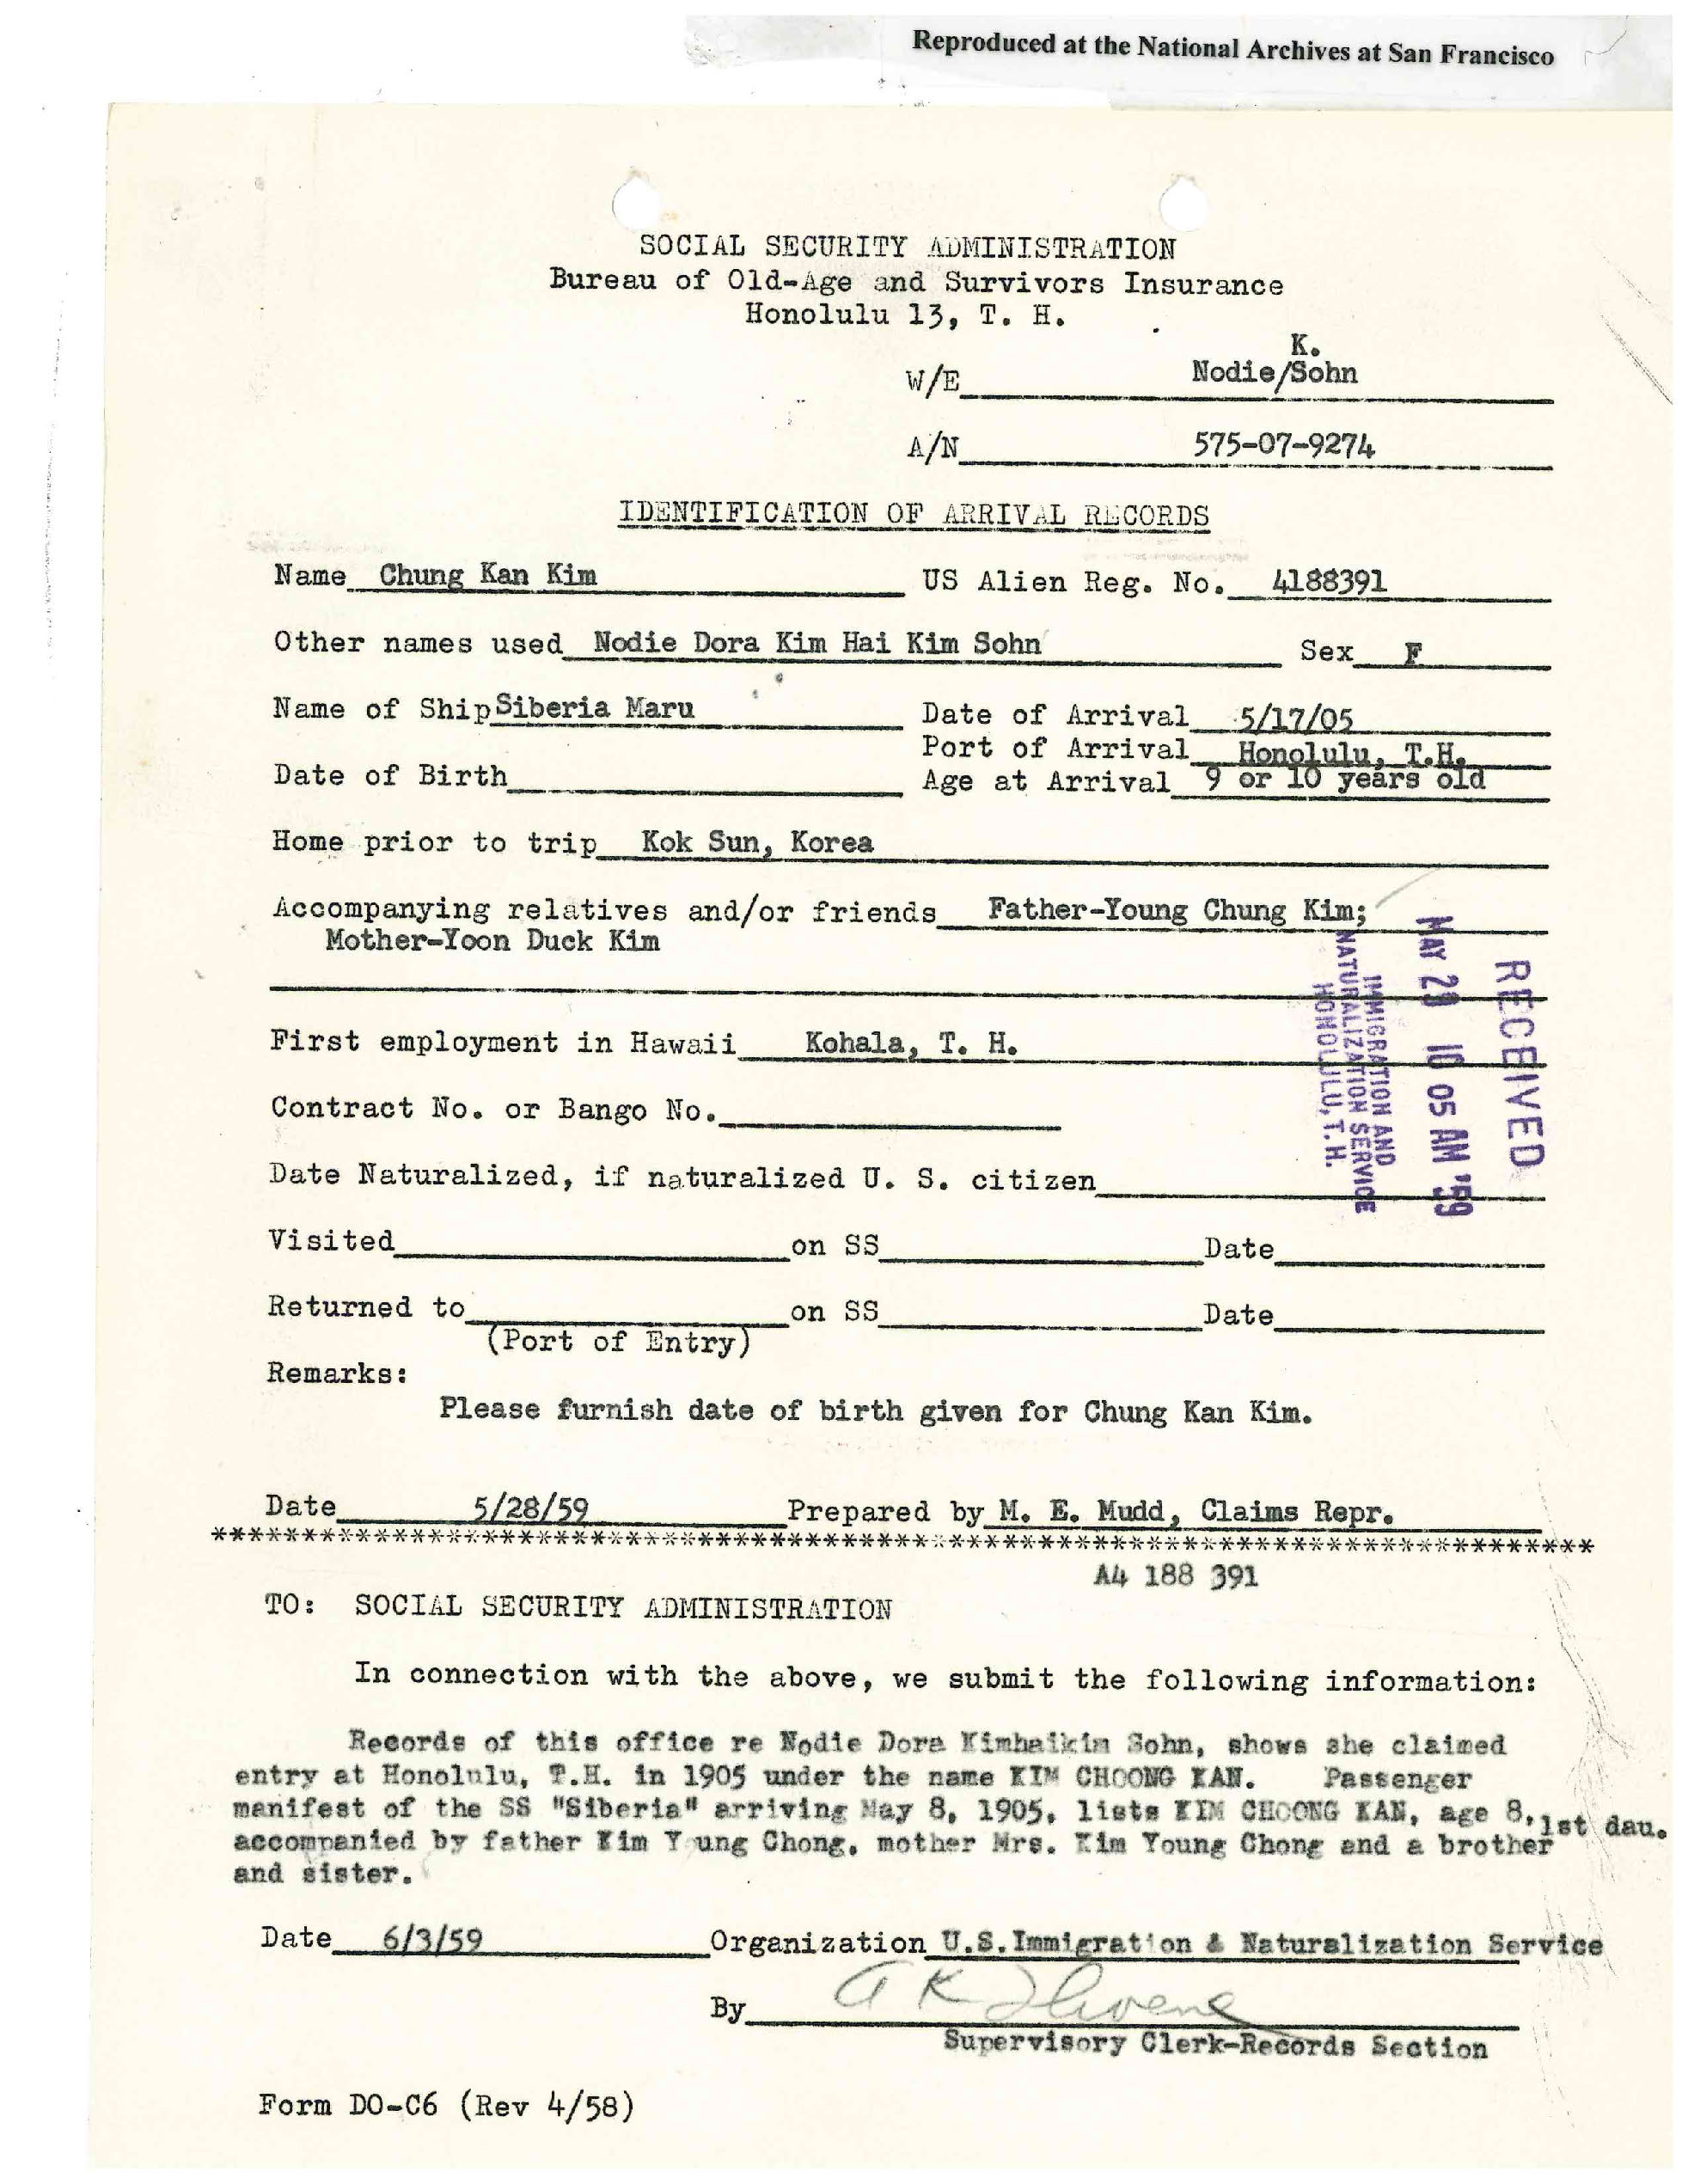 Reproduced at the National Archives at San Francisco
SOCIAL SECURITY ADMINISTRATION
Bureau of Old-Age and Survivors Insurance
Honolulu 13, T. H.
K.
W/E Nodie/Sohn
A/N 575-07-9274
IDENTIFICATION OF ARRIVAL RECORDS
Name Chung Kan Kim US Alien Reg. No. 4188391
Other names used Nodie Dora Kim Hai Kim Sohn Sex F
Name of Ship Siberia Maru Date of Arrival 5/17/05
Port of Arrival Honolulu, T.H.
Date of Birth Age at Arrival 9 or 10 years old
Home prior to trip Kok Sun, Korea
Accompanying relatives and/or friends Father-Young Chung Kim;
Mother-Yoon Duck Kim
RECEIVED
MAY 29 10 05 AM '59
IMMIGRATION AND
NATURALIZATION SERVICE
HONOLULU, T.H.
First employment in Hawaii Kohala, T. H.
Contract No. or Bango No.
Date Naturalized, if naturalized U. S. citizen
Visited on SS Date
Returned to on SS Date
(Port of Entry)
Remarks:
Please furnish date of birth given for Chung Kan Kim.
Date 5/28/59 Prepared by M. E. Mudd, Claims Repr.
*****************************************************************************
A4 188 391
TO: SOCIAL SECURITY ADMINISTRATION
In connection with the above, we submit the following information:
Records of this office re Nodie Dora Kimhaikim Sohn, shows she claimed
entry at Honolulu, T.H. in 1905 under the name KIM CHOONG KAN. Passenger
manifest of the SS "Siberia" arriving May 8, 1905, lists KIM CHOONG KAN, age 8, 1st dau.
accompanied by father Kim Y ung Chong, mother Mrs. Kim Young Chong and a brother
and sister.
Date 6/3/59 Organization U.S.Immigration & Naturalization Service
By A K
Supervisory Clerk-Records Section
Form DO-C6 (Rev 4/58)